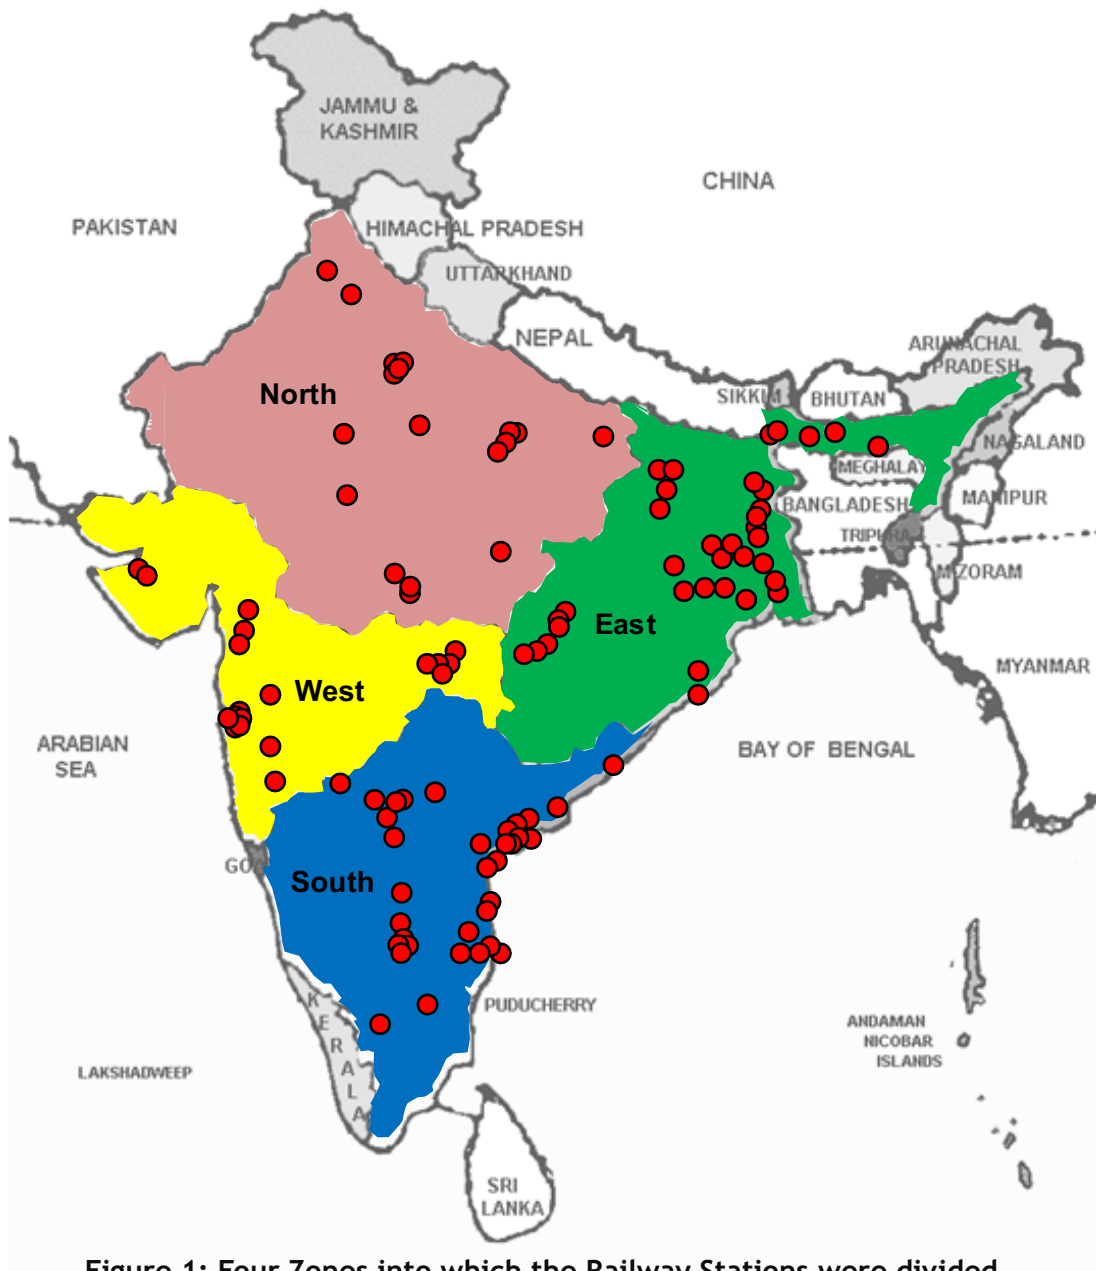 JAMMU &
KASHMIR
CHINA
PAKISTAN
HIMACHAL PRADESH
UTTARKHAND
NEPAL
ARUNACHAL
PRADESH
SIKKIM
BHUTAN
North
NAGALAND
MEGHALAY
BANGLADESH
MANIPUR
TRIPURA
MIZORAM
East
MYANMAR
West
ARABIAN
SEA
BAY OF BENGAL
GOA
South
KERALA
PUDUCHERRY
ANDAMAN
NICOBAR
ISLANDS
LAKSHADWEEP
SRI
LANKA
Figure 1: Four Zones into which the Railway Stations were divided